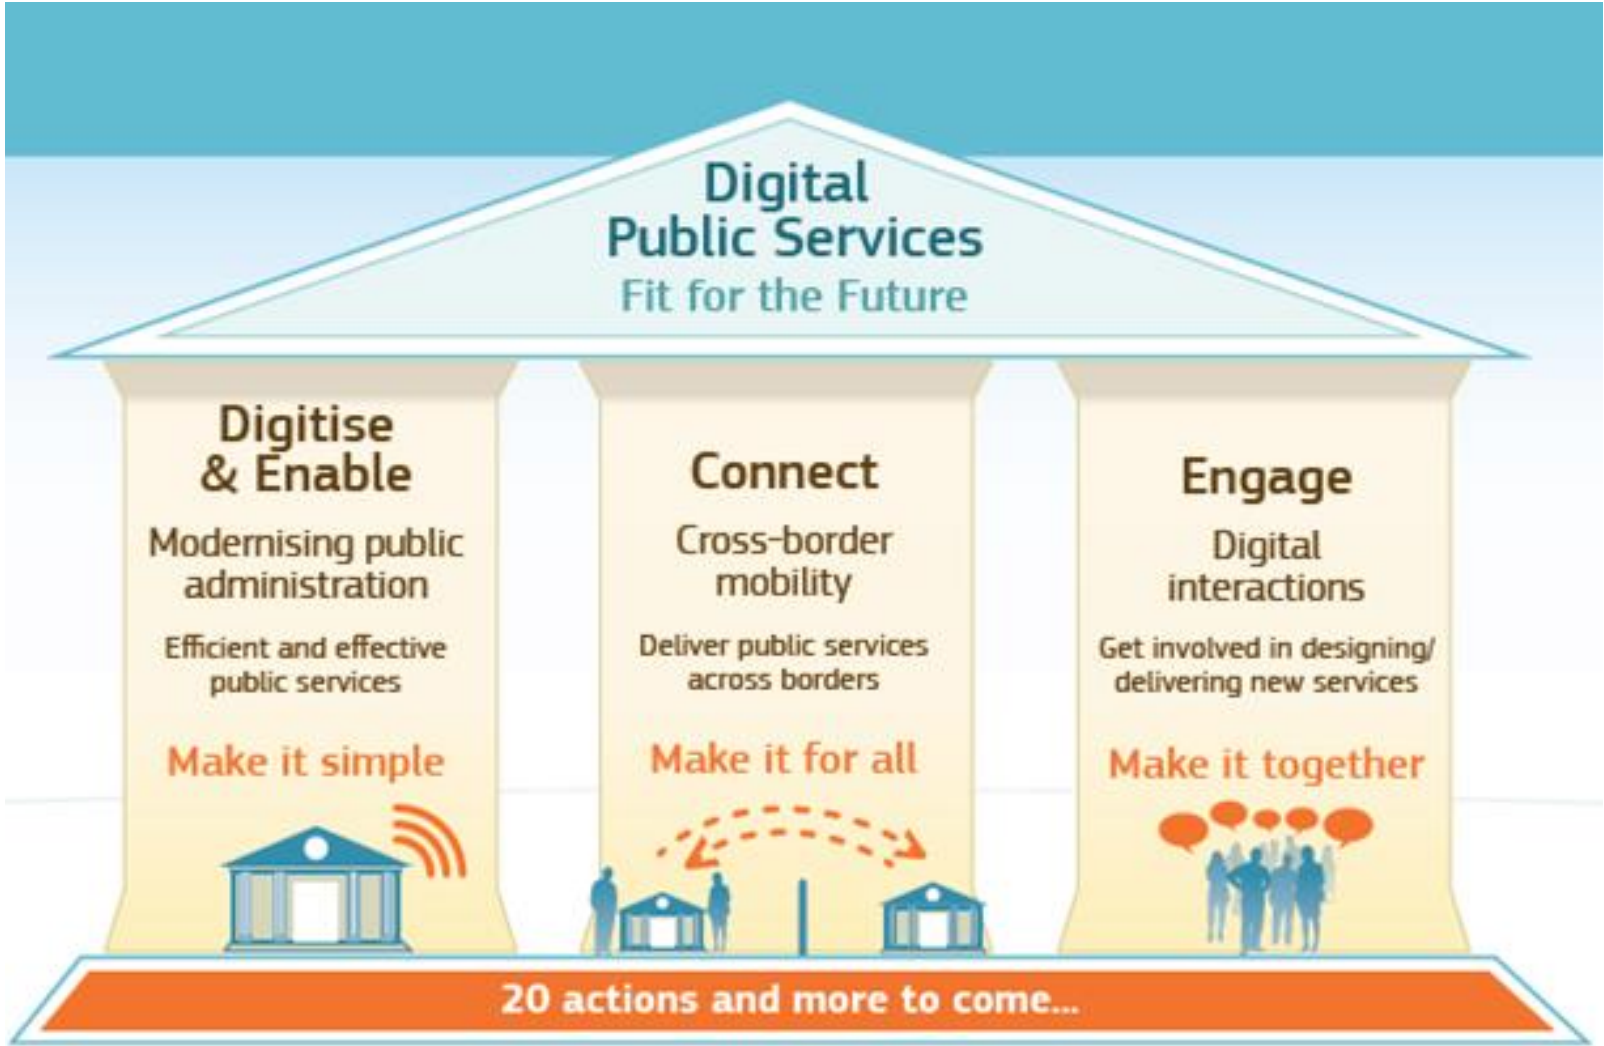 Digital
Public Services
Fit for the Future
Digitise
& Enable
Modernising public
administration
Efficient and effective
public services
Make it simple
Connect
Cross-border
mobility
Deliver public services
across borders
Make it for all
Engage
Digital
interactions
Get involved in designing/
delivering new services
Make it together
20 actions and more to come...